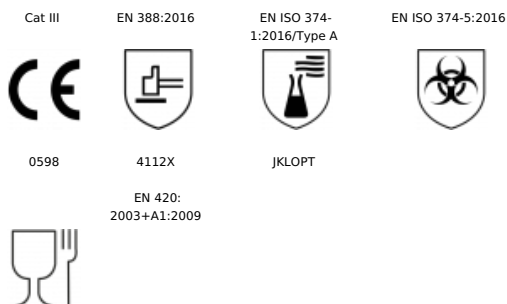 Cat III
EN 388:2016
EN ISO 374-
1:2016/Type A
EN ISO 374-5:2016
CE
0598
4112X
JKLOPT
EN 420:
2003+A1:2009